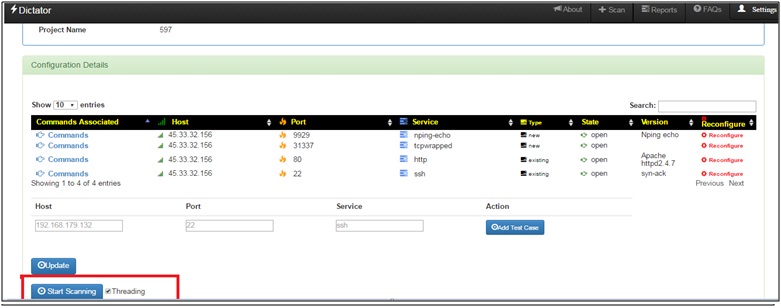 Dictator
About Scan Reports FAQs Settings
Project Name 597
Configuration Details
Show 10 entries Search:
Commands Associated Host Port Service Type State Version Reconfigure
Commands 45.33.32.156 9929 nping-echo new open Nping echo Reconfigure
Commands 45.33.32.156 31337 tcpwrapped new open Reconfigure
Commands 45.33.32.156 80 http existing open Apache httpd2.4.7 Reconfigure
Commands 45.33.32.156 22 ssh existing open syn-ack Reconfigure
Showing 1 to 4 of 4 entries Previous Next
Host Port Service Action
192.168.179.132 22 ssh Add Test Case
Update
Start Scanning Threading